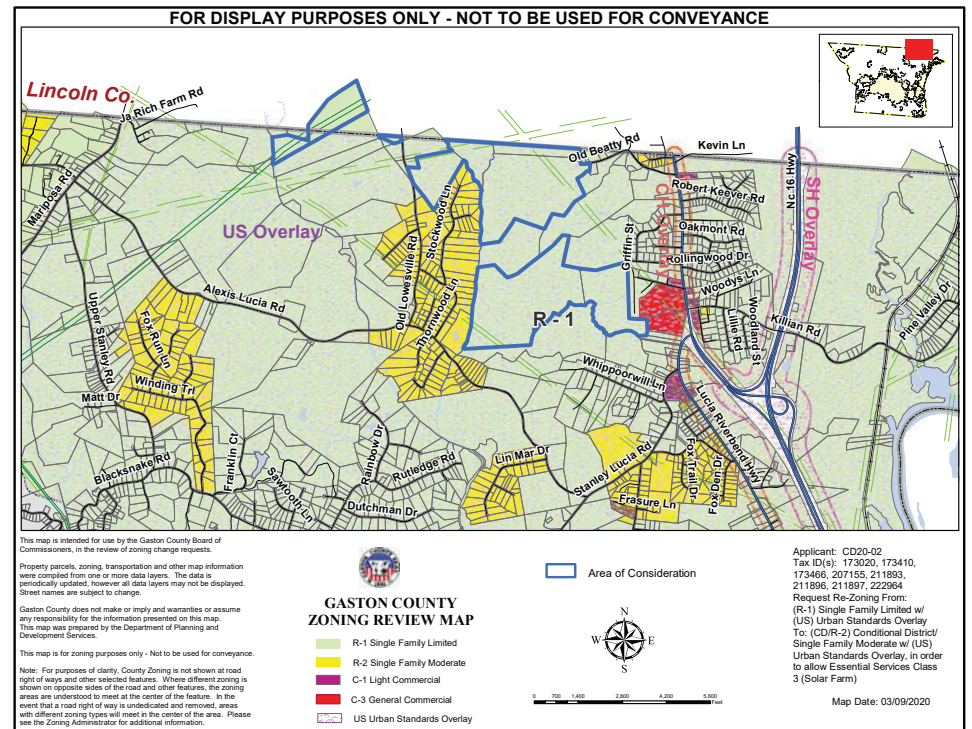 FOR DISPLAY PURPOSES ONLY - NOT TO BE USED FOR CONVEYANCE
Lincoln Co.
Ja Rich Farm Rd
Mariposa Rd
US Overlay
Old Beatty Rd
Kevin Ln
Nc 16 Hwy
SH Overlay
CH Overlay
Robert Keever Rd
Oakmont Rd
Griffin St
Rollingwood Dr
Woodys Ln
Lillie Rd
Woodland St
Killian Rd
Pine Valley Dr
Stockwood Ln
Old Lowesville Rd
Thornwood Ln
Alexis Lucia Rd
R - 1
Upper Stanley Rd
Fox Run Ln
Winding Trl
Matt Dr
Whippoorwill Ln
Lucia Riverbend Hwy
Blacksnake Rd
Franklin Ct
Sawtooth Ln
Rainbow Dr
Rutledge Rd
Dutchman Dr
Lin Mar Dr
Stanley Lucia Rd
Fox Trail Dr
Fox Den Dr
Frasure Ln
This map is intended for use by the Gaston County Board of
Commissioners, in the review of zoning change requests.
Property parcels, zoning, transportation and other map information
were compiled from one or more data layers. The data is
periodically updated, however all data layers may not be displayed.
Street names are subject to change.
Gaston County does not make or imply and warranties or assume
any responsibility for the information presented on this map.
This map was prepared by the Department of Planning and
Development Services.
This map is for zoning purposes only - Not to be used for conveyance.
Note: For purposes of clarity, County Zoning is not shown at road
right of ways and other selected features. Where different zoning is
shown on opposite sides of the road and other features, the zoning
areas are understood to meet at the center of the feature. In the
event that a road right of way is undedicated and removed, areas
with different zoning types will meet in the center of the area. Please
see the Zoning Administrator for additional information.
GASTON COUNTY
ZONING REVIEW MAP
R-1 Single Family Limited
R-2 Single Family Moderate
C-1 Light Commercial
C-3 General Commercial
US Urban Standards Overlay
Area of Consideration
N
W E
S
0 700 1,400 2,800 4,200 5,600
Feet
Applicant: CD20-02
Tax ID(s): 173020, 173410,
173466, 207155, 211893,
211896, 211897, 222964
Request Re-Zoning From:
(R-1) Single Family Limited w/
(US) Urban Standards Overlay
To: (CD/R-2) Conditional District/
Single Family Moderate w/ (US)
Urban Standards Overlay, in order
to allow Essential Services Class
3 (Solar Farm)
Map Date: 03/09/2020